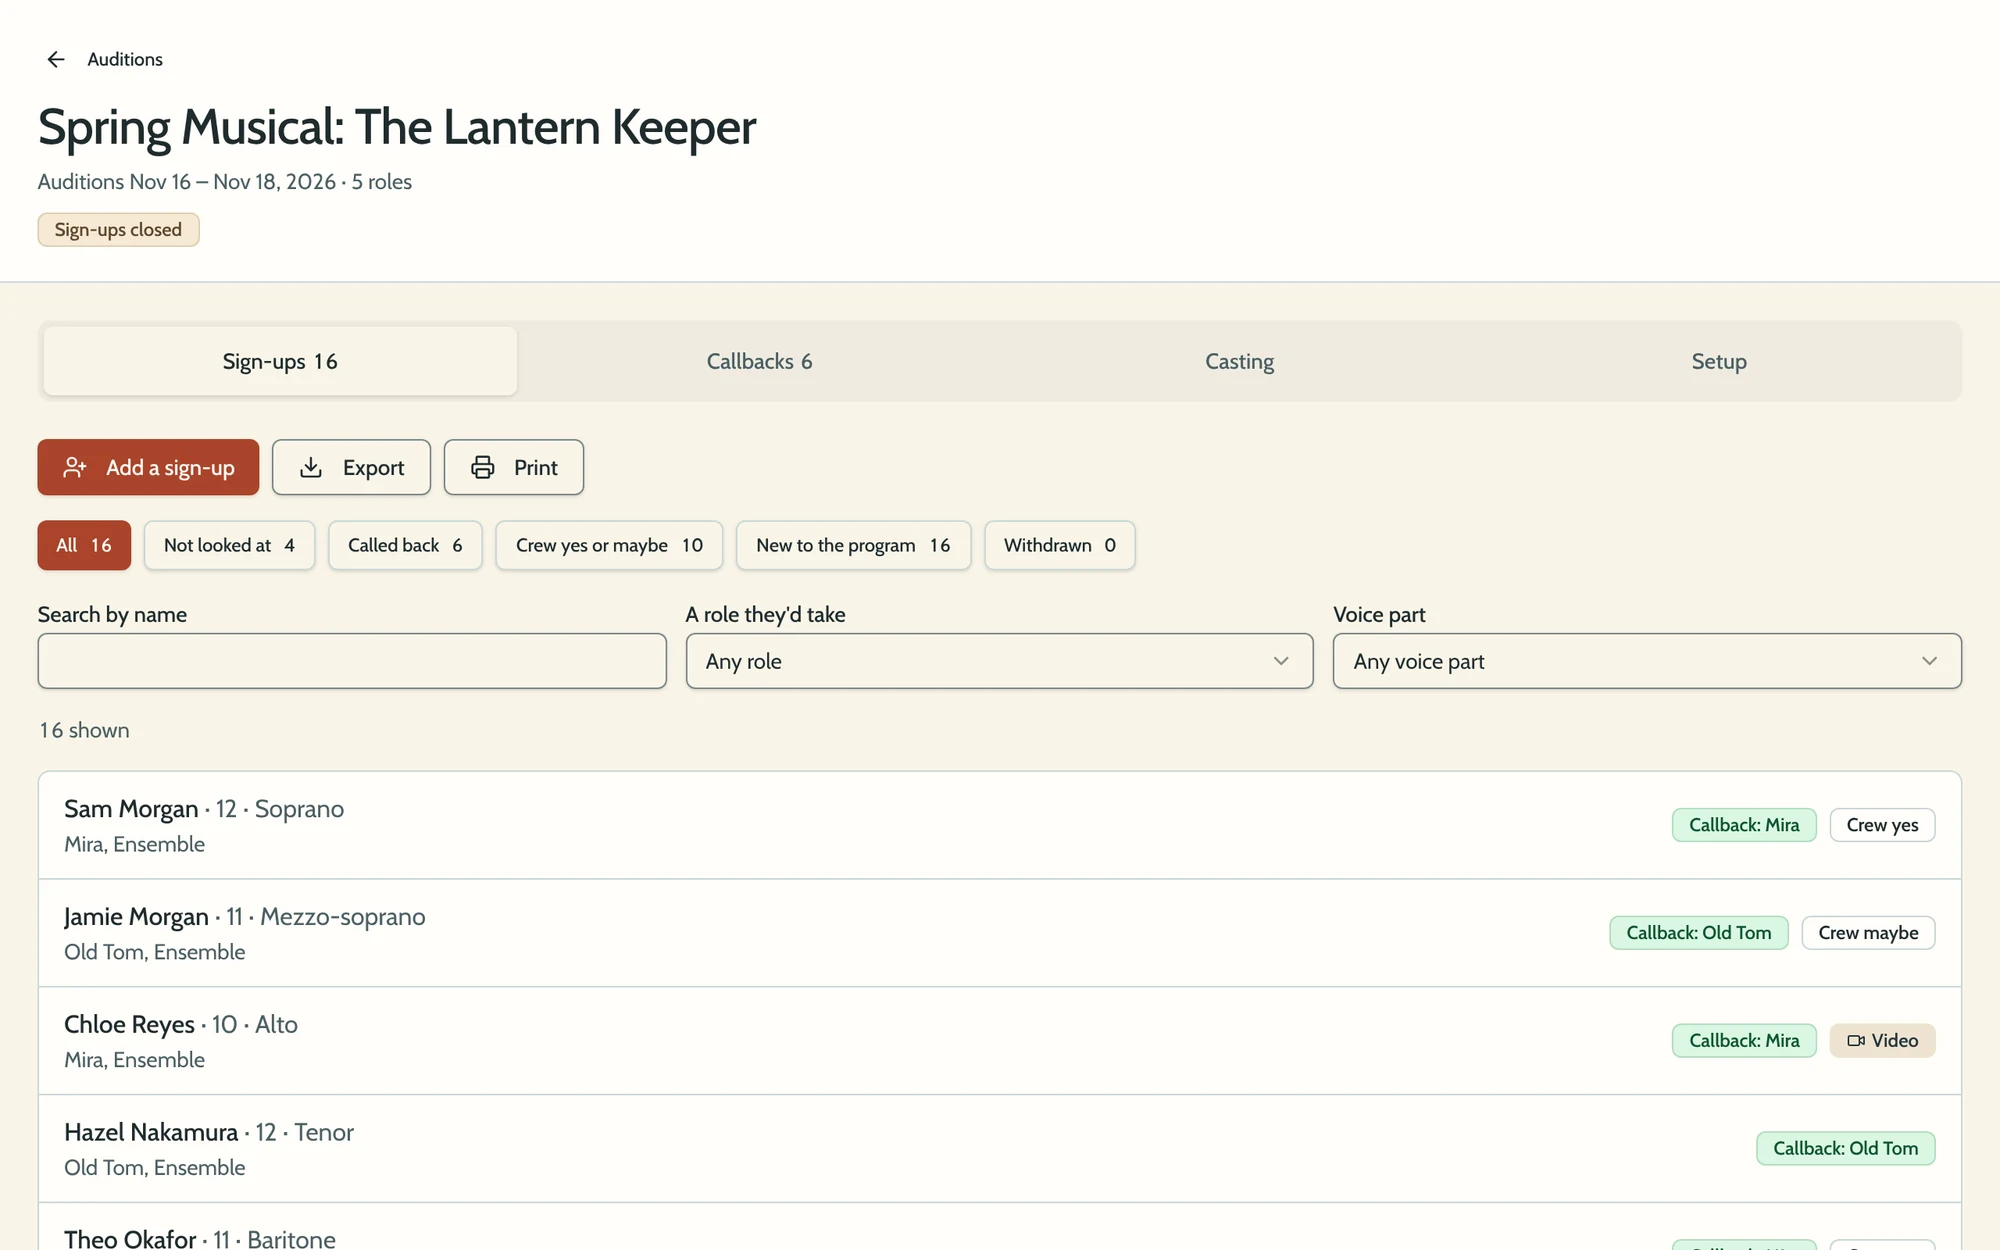 Auditions
Spring Musical: The Lantern Keeper
Auditions Nov 16 – Nov 18, 2026 · 5 roles
Sign-ups closed
Sign-ups 16
Callbacks 6
Casting
Setup
Add a sign-up
Export
Print
All 16
Not looked at 4
Called back 6
Crew yes or maybe 10
New to the program 16
Withdrawn 0
Search by name
A role they'd take
Voice part
Any role
Any voice part
16 shown
Sam Morgan · 12 · Soprano
Mira, Ensemble
Callback: Mira
Crew yes
Jamie Morgan · 11 · Mezzo-soprano
Old Tom, Ensemble
Callback: Old Tom
Crew maybe
Chloe Reyes · 10 · Alto
Mira, Ensemble
Callback: Mira
Video
Hazel Nakamura · 12 · Tenor
Old Tom, Ensemble
Callback: Old Tom
Theo Okafor · 11 · Baritone